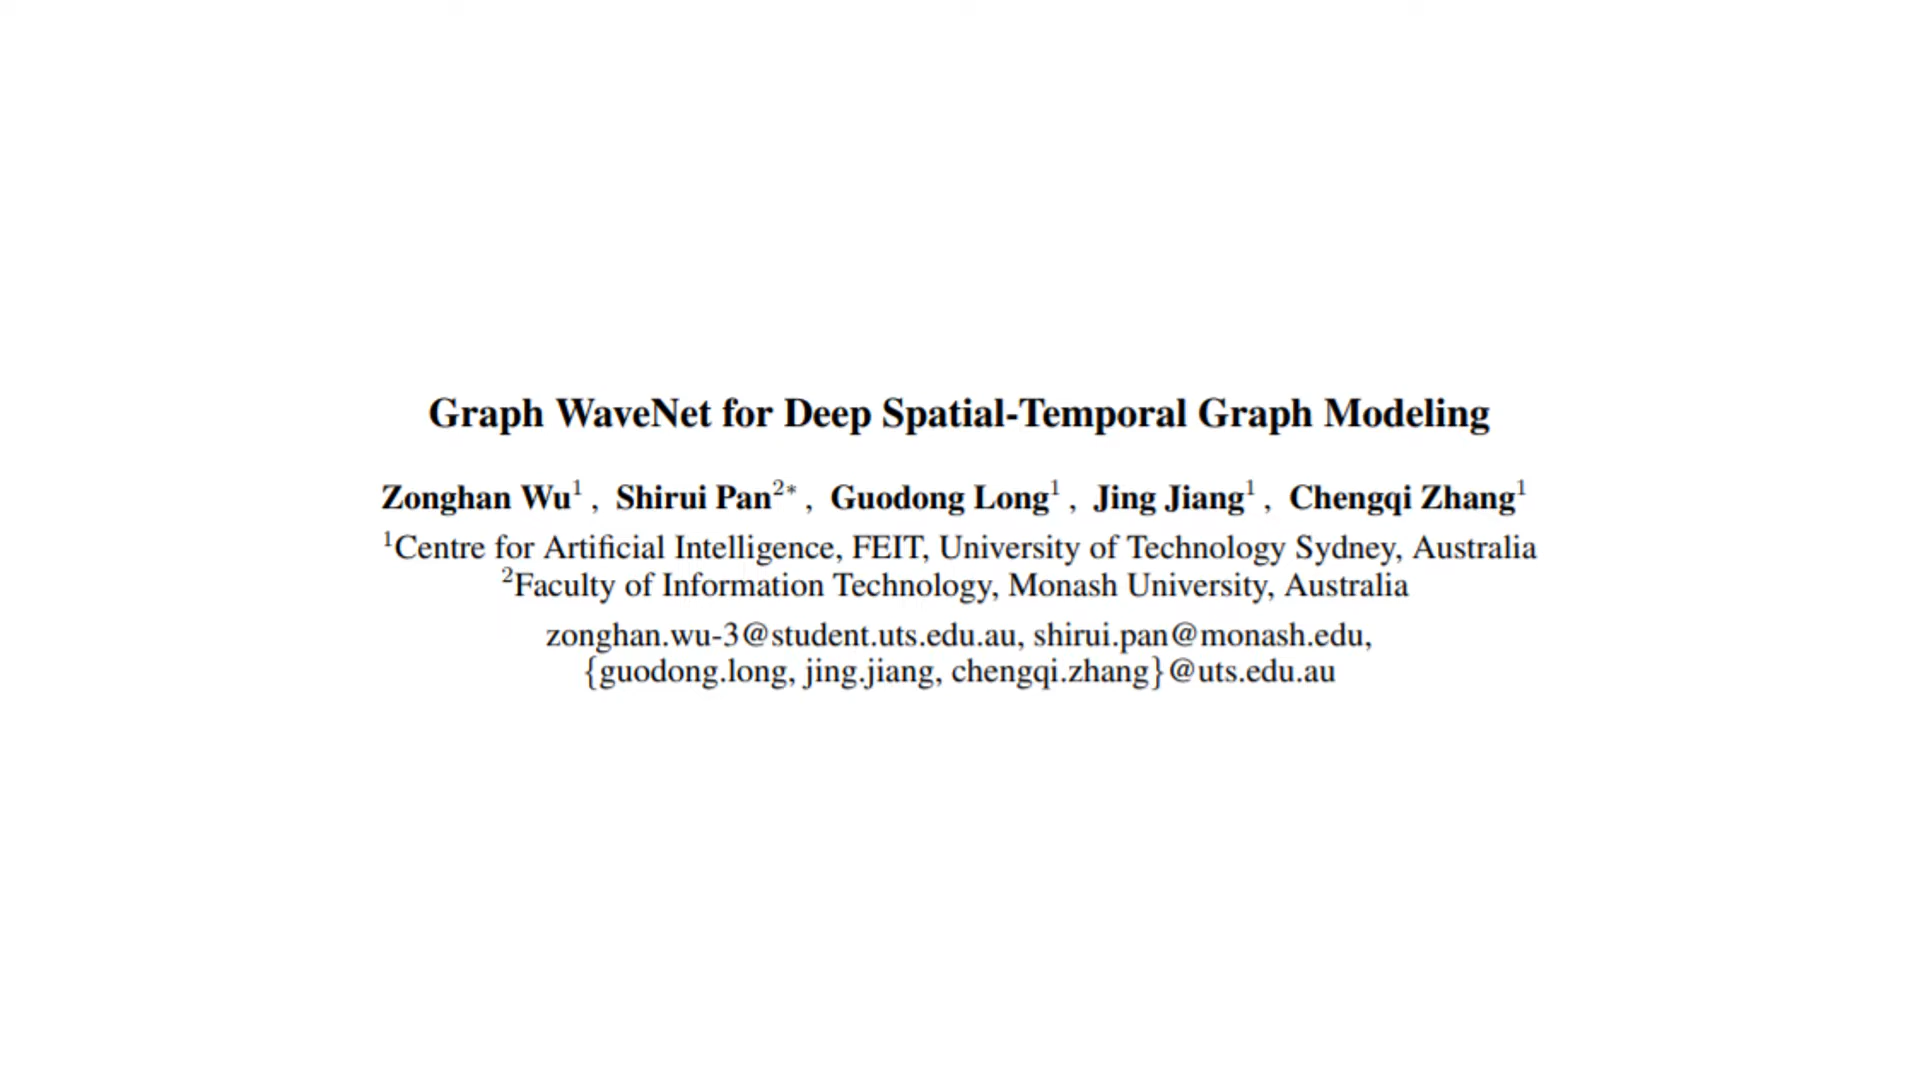 Graph WaveNet for Deep Spatial-Temporal Graph Modeling
Zonghan Wu¹ , Shirui Pan²* , Guodong Long¹ , Jing Jiang¹ , Chengqi Zhang¹
¹Centre for Artificial Intelligence, FEIT, University of Technology Sydney, Australia
²Faculty of Information Technology, Monash University, Australia
zonghan.wu-3@student.uts.edu.au, shirui.pan@monash.edu,
{guodong.long, jing.jiang, chengqi.zhang}@uts.edu.au